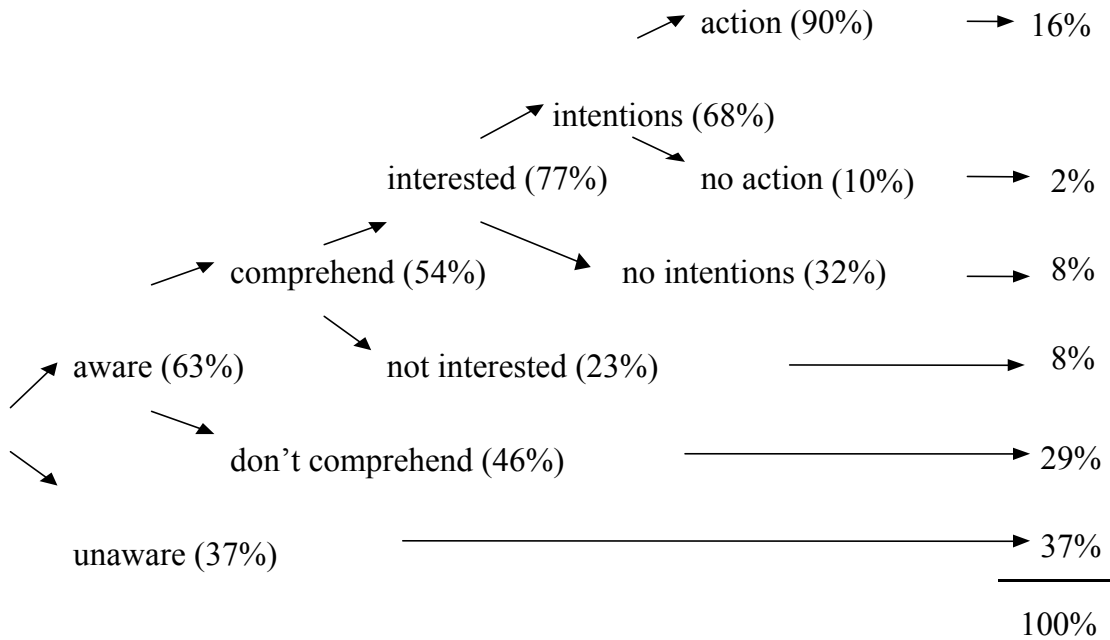 action (90%) 16%
intentions (68%)
interested (77%) no action (10%) 2%
comprehend (54%) no intentions (32%) 8%
aware (63%) not interested (23%) 8%
don’t comprehend (46%) 29%
unaware (37%) 37%
100%